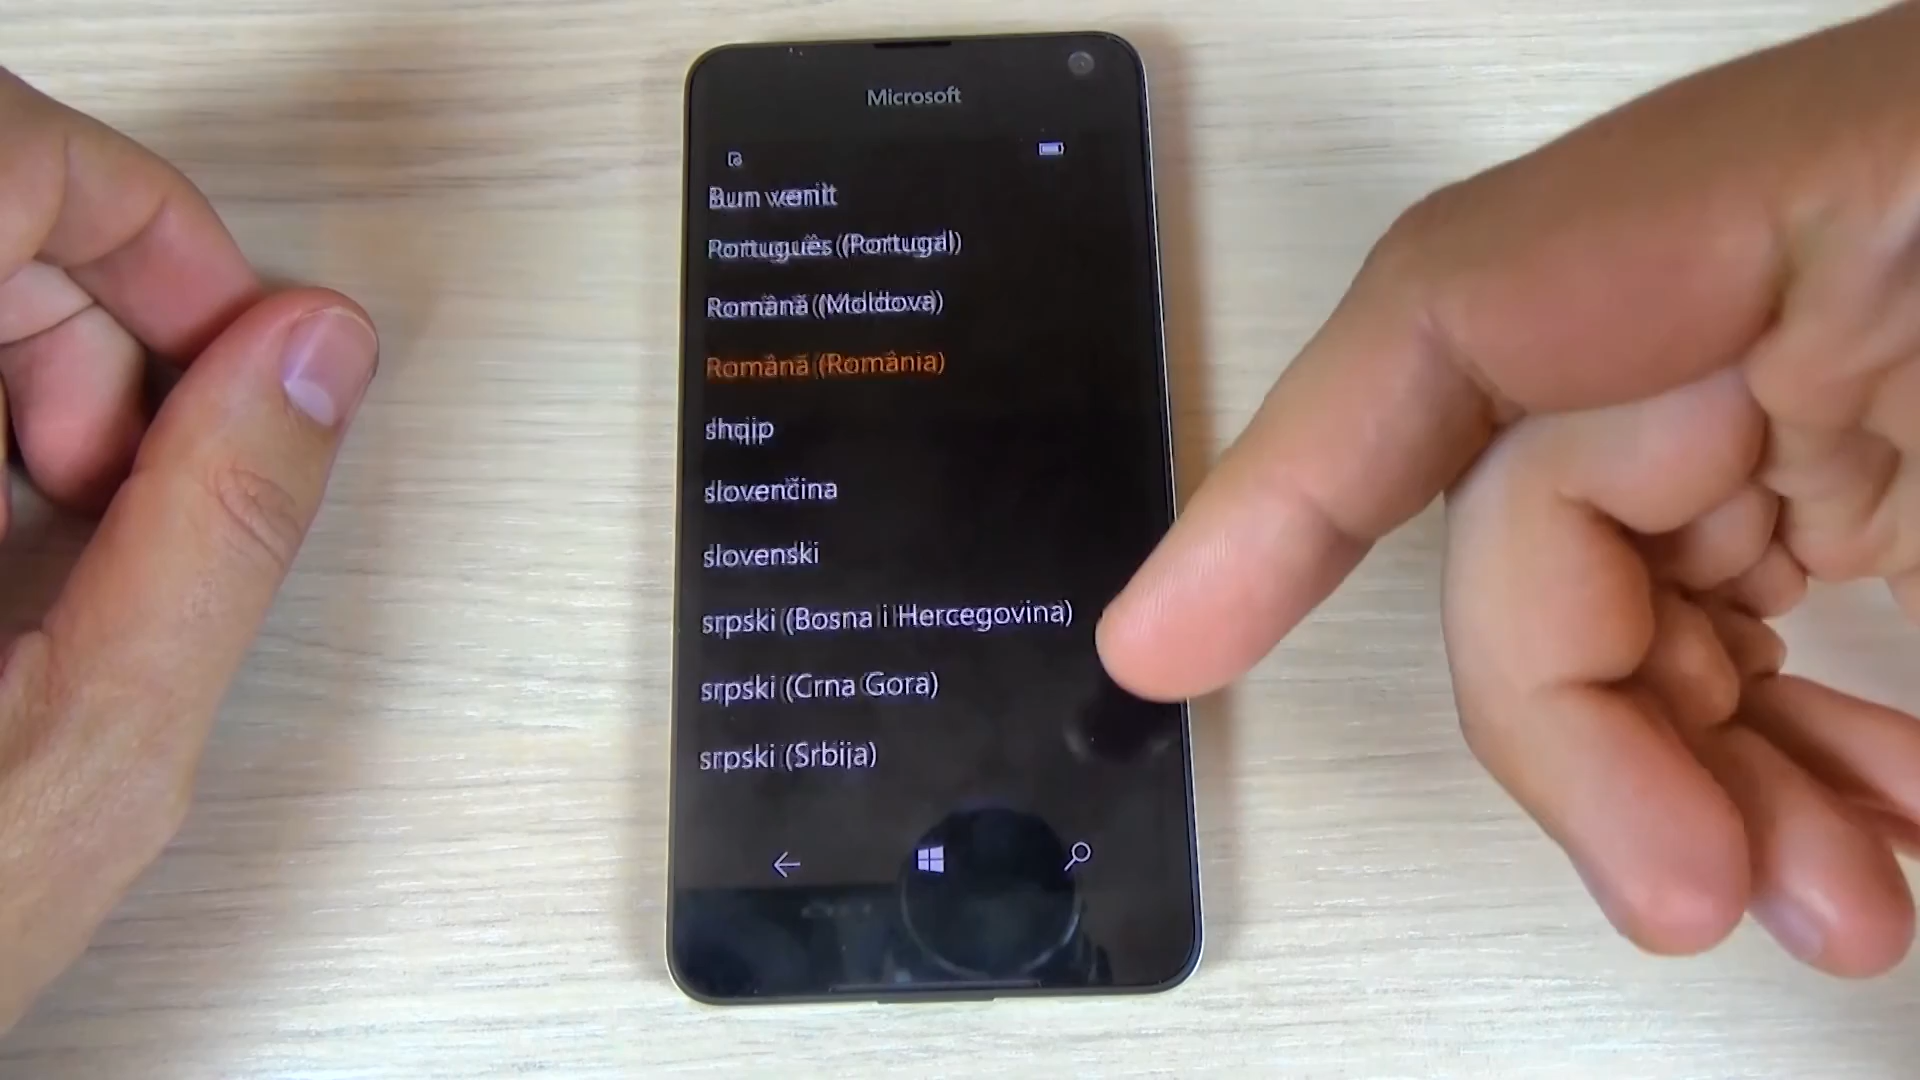 Microsoft
Bun venit
Português (Portugal)
Română (Moldova)
Română (România)
shqip
slovenčina
slovenski
srpski (Bosna i Hercegovina)
srpski (Crna Gora)
srpski (Srbija)